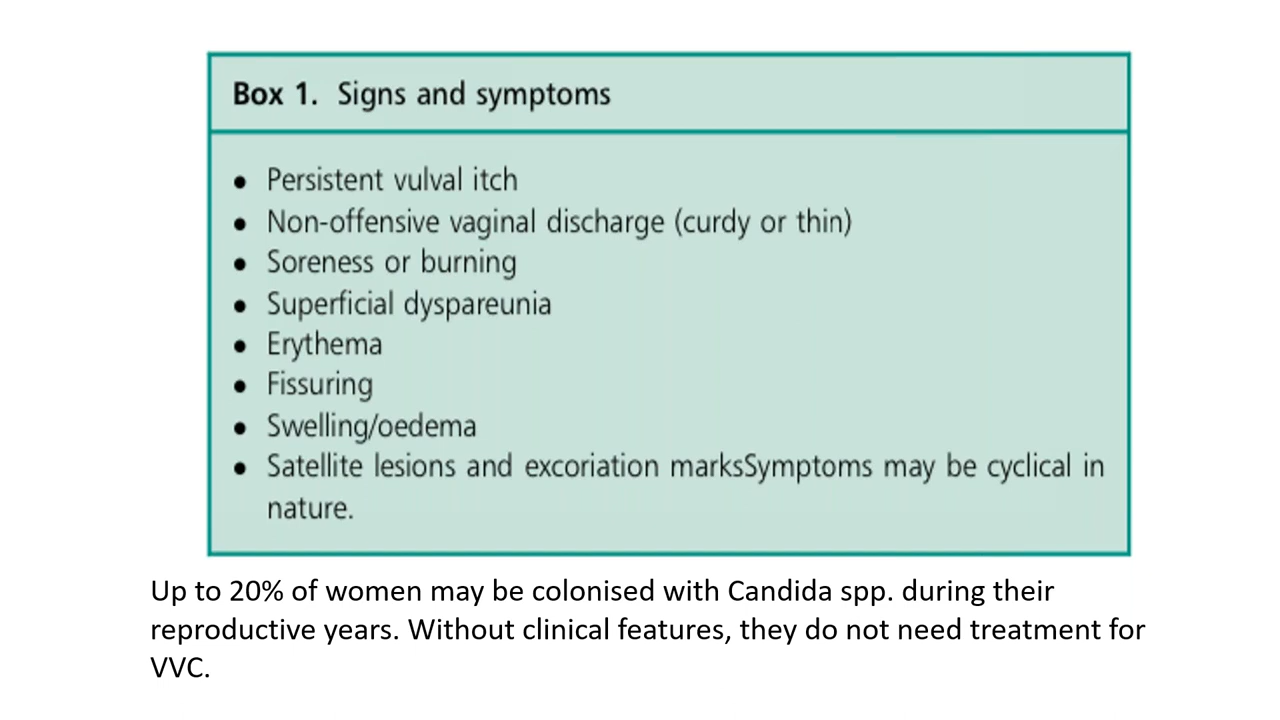 Box 1. Signs and symptoms
• Persistent vulval itch
• Non-offensive vaginal discharge (curdy or thin)
• Soreness or burning
• Superficial dyspareunia
• Erythema
• Fissuring
• Swelling/oedema
• Satellite lesions and excoriation marksSymptoms may be cyclical in
nature.
Up to 20% of women may be colonised with Candida spp. during their
reproductive years. Without clinical features, they do not need treatment for
VVC.